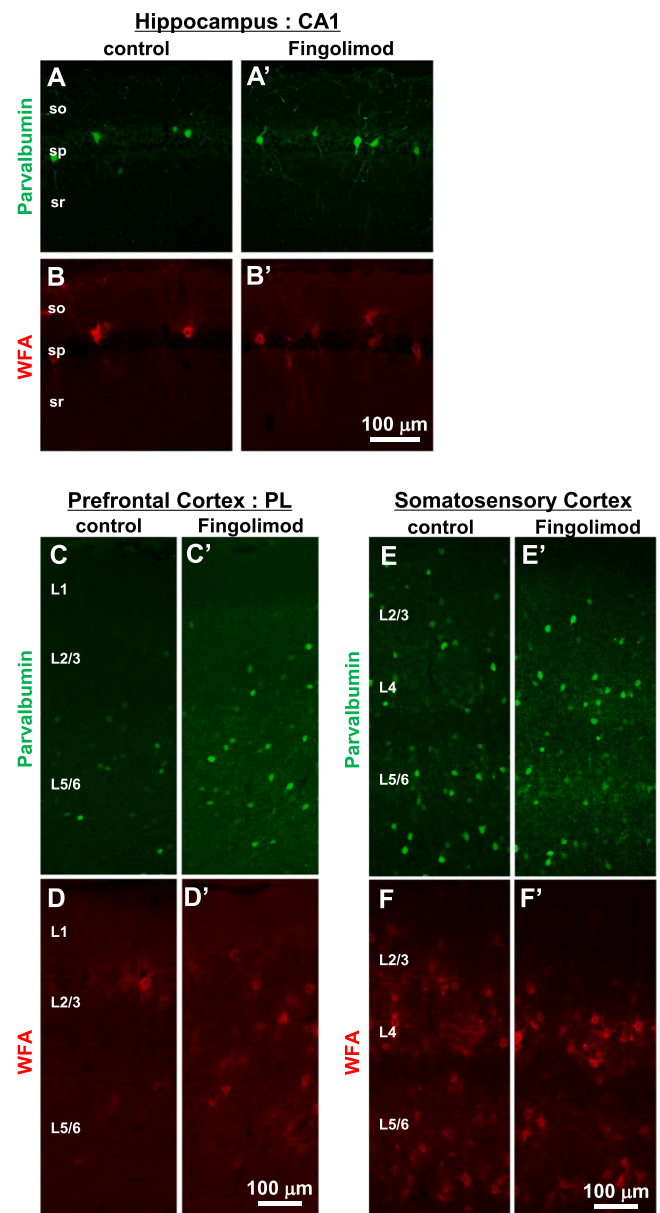 Hippocampus : CA1
control Fingolimod
Parvalbumin
A A’
so
sp
sr
WFA
B B’
so
sp
sr
100 μm
Prefrontal Cortex : PL
control Fingolimod
Parvalbumin
C C’
L1
L2/3
L5/6
WFA
D D’
L1
L2/3
L5/6
100 μm
Somatosensory Cortex
control Fingolimod
Parvalbumin
E E’
L2/3
L4
L5/6
WFA
F F’
L2/3
L4
L5/6
100 μm